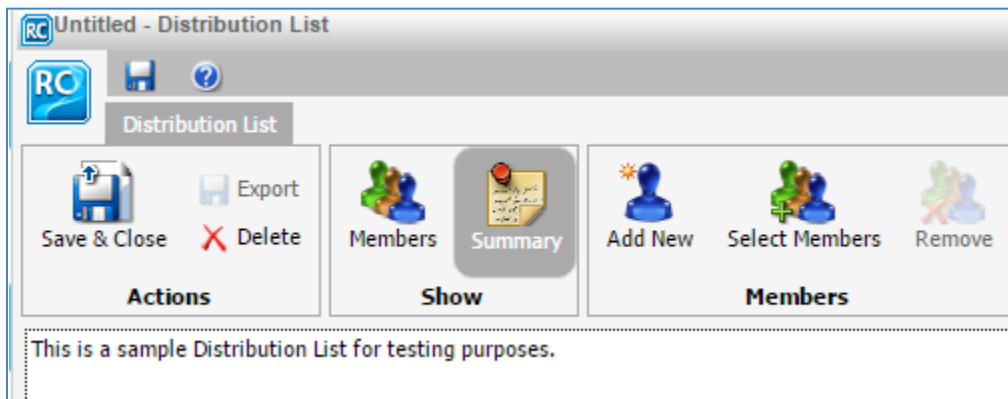 RC Untitled - Distribution List
RC
Distribution List
Export
Save & Close
Delete
Members
Summary
Add New
Select Members
Remove
Actions
Show
Members
This is a sample Distribution List for testing purposes.